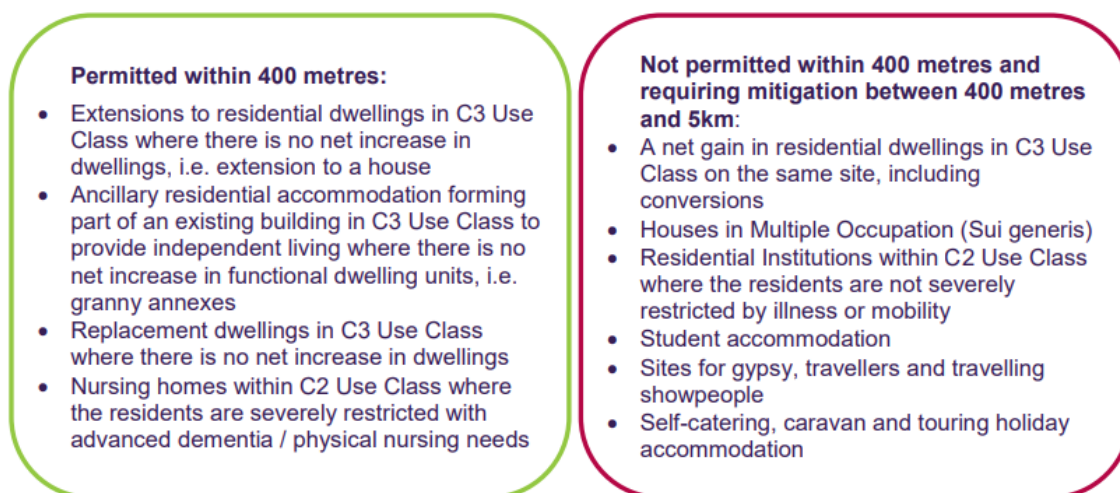 Permitted within 400 metres:
• Extensions to residential dwellings in C3 Use
Class where there is no net increase in
dwellings, i.e. extension to a house
• Ancillary residential accommodation forming
part of an existing building in C3 Use Class to
provide independent living where there is no
net increase in functional dwelling units, i.e.
granny annexes
• Replacement dwellings in C3 Use Class
where there is no net increase in dwellings
• Nursing homes within C2 Use Class where
the residents are severely restricted with
advanced dementia / physical nursing needs
Not permitted within 400 metres and
requiring mitigation between 400 metres
and 5km:
• A net gain in residential dwellings in C3 Use
Class on the same site, including
conversions
• Houses in Multiple Occupation (Sui generis)
• Residential Institutions within C2 Use Class
where the residents are not severely
restricted by illness or mobility
• Student accommodation
• Sites for gypsy, travellers and travelling
showpeople
• Self-catering, caravan and touring holiday
accommodation